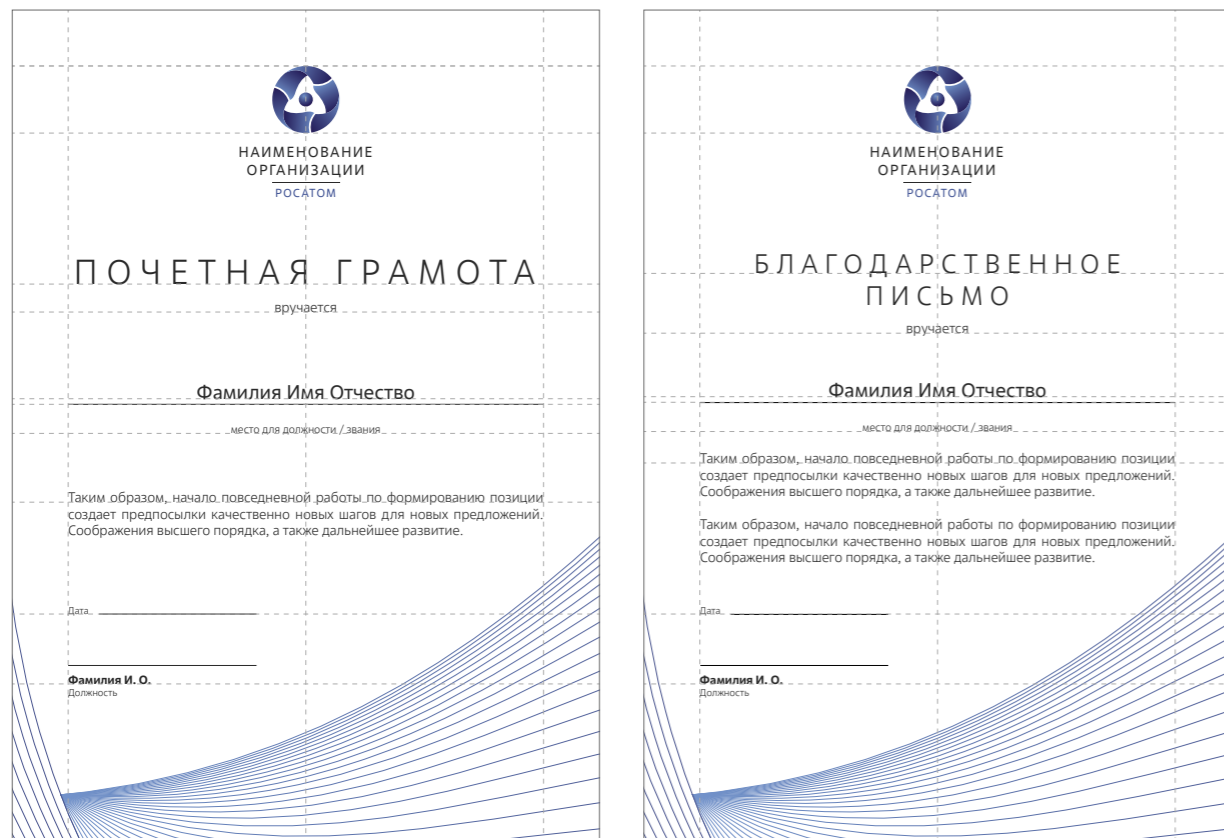 НАИМЕНОВАНИЕ
ОРГАНИЗАЦИИ
РОСАТОМ
ПОЧЕТНАЯ ГРАМОТА
вручается
Фамилия Имя Отчество
место для должности / звания
Таким образом, начало повседневной работы по формированию позиции
создает предпосылки качественно новых шагов для новых предложений.
Соображения высшего порядка, а также дальнейшее развитие.
Дата
Фамилия И. О.
Должность
НАИМЕНОВАНИЕ
ОРГАНИЗАЦИИ
РОСАТОМ
БЛАГОДАРСТВЕННОЕ
ПИСЬМО
вручается
Фамилия Имя Отчество
место для должности / звания
Таким образом, начало повседневной работы по формированию позиции
создает предпосылки качественно новых шагов для новых предложений.
Соображения высшего порядка, а также дальнейшее развитие.
Таким образом, начало повседневной работы по формированию позиции
создает предпосылки качественно новых шагов для новых предложений.
Соображения высшего порядка, а также дальнейшее развитие.
Дата
Фамилия И. О.
Должность